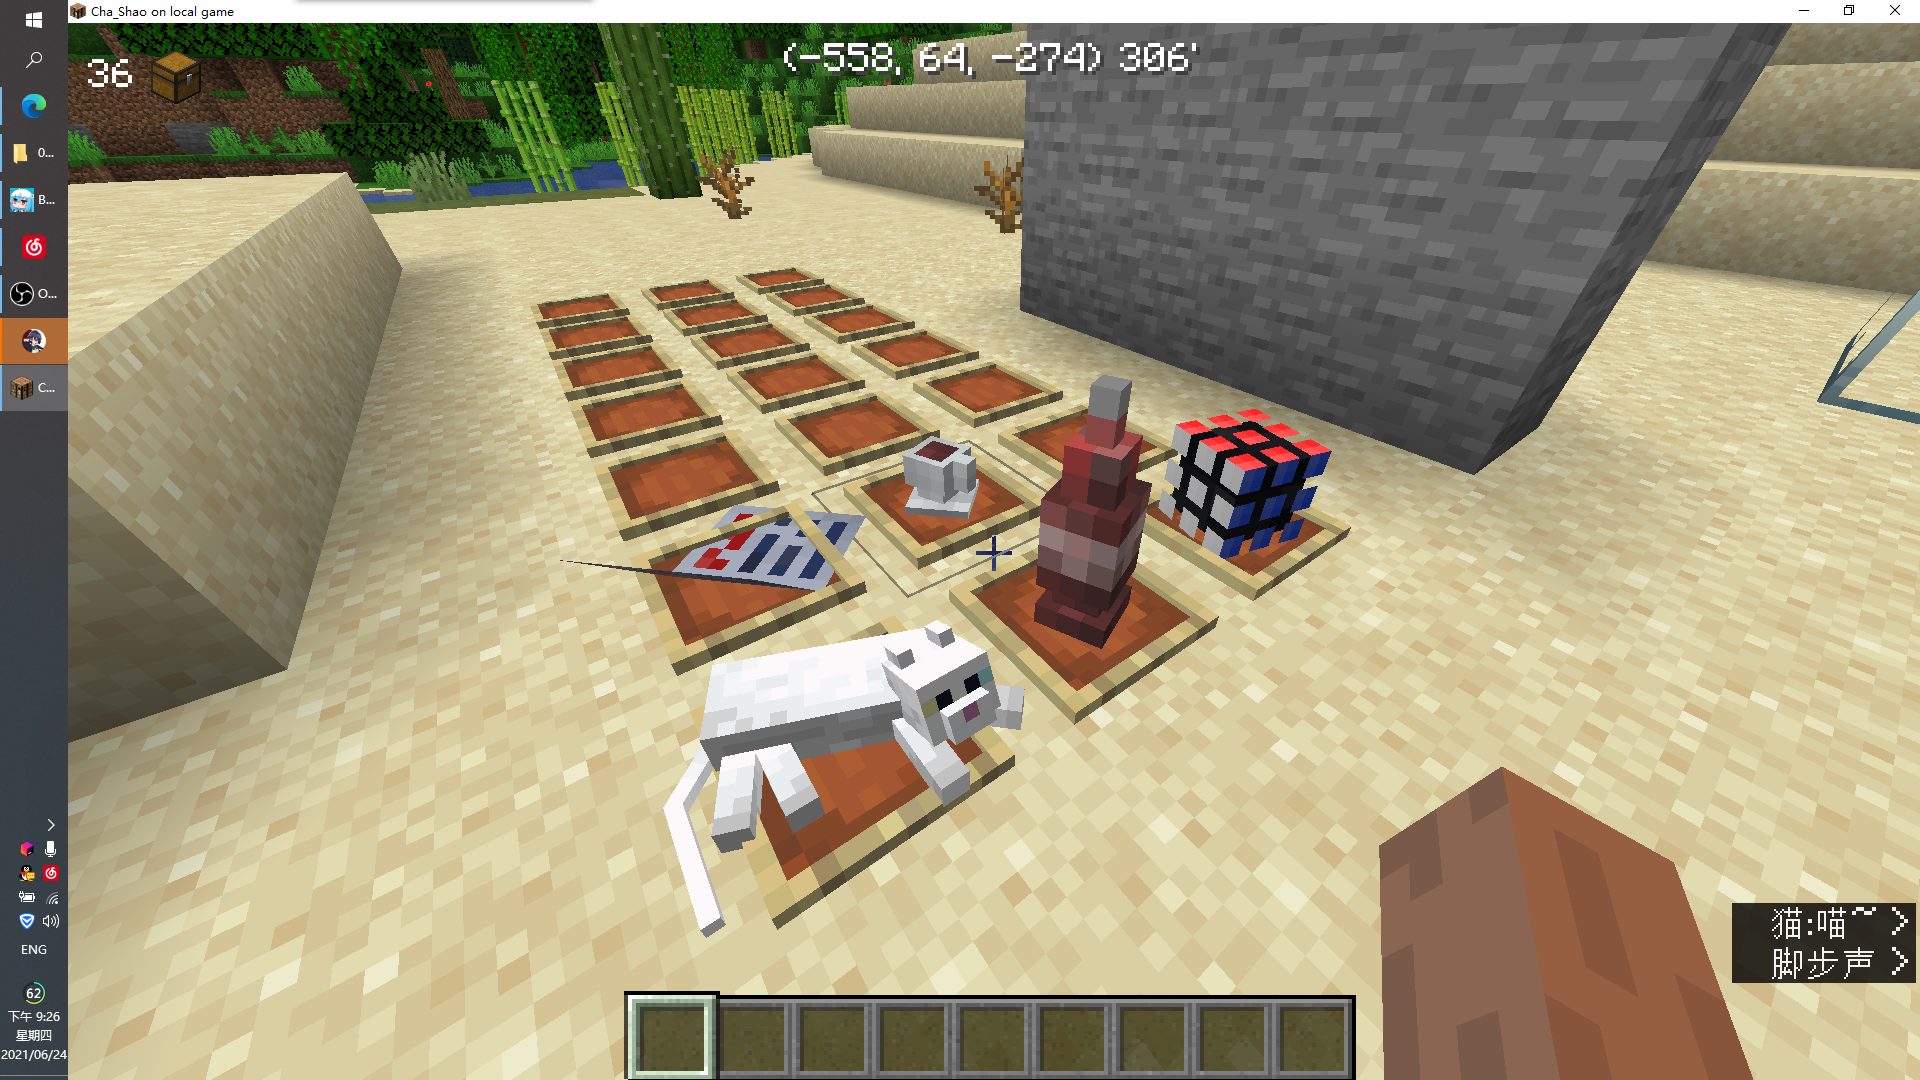 Cha_Shao on local game
36
(-558, 64, -274) 306'
0...
B...
O...
C...
猫:喵~ >
脚步声 >
ENG
62
下午 9:26
星期四
2021/06/24